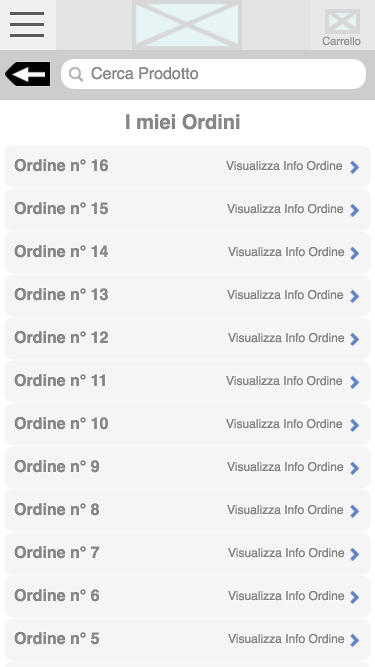 Carrello
Cerca Prodotto
I miei Ordini
Ordine n° 16 Visualizza Info Ordine
Ordine n° 15 Visualizza Info Ordine
Ordine n° 14 Visualizza Info Ordine
Ordine n° 13 Visualizza Info Ordine
Ordine n° 12 Visualizza Info Ordine
Ordine n° 11 Visualizza Info Ordine
Ordine n° 10 Visualizza Info Ordine
Ordine n° 9 Visualizza Info Ordine
Ordine n° 8 Visualizza Info Ordine
Ordine n° 7 Visualizza Info Ordine
Ordine n° 6 Visualizza Info Ordine
Ordine n° 5 Visualizza Info Ordine